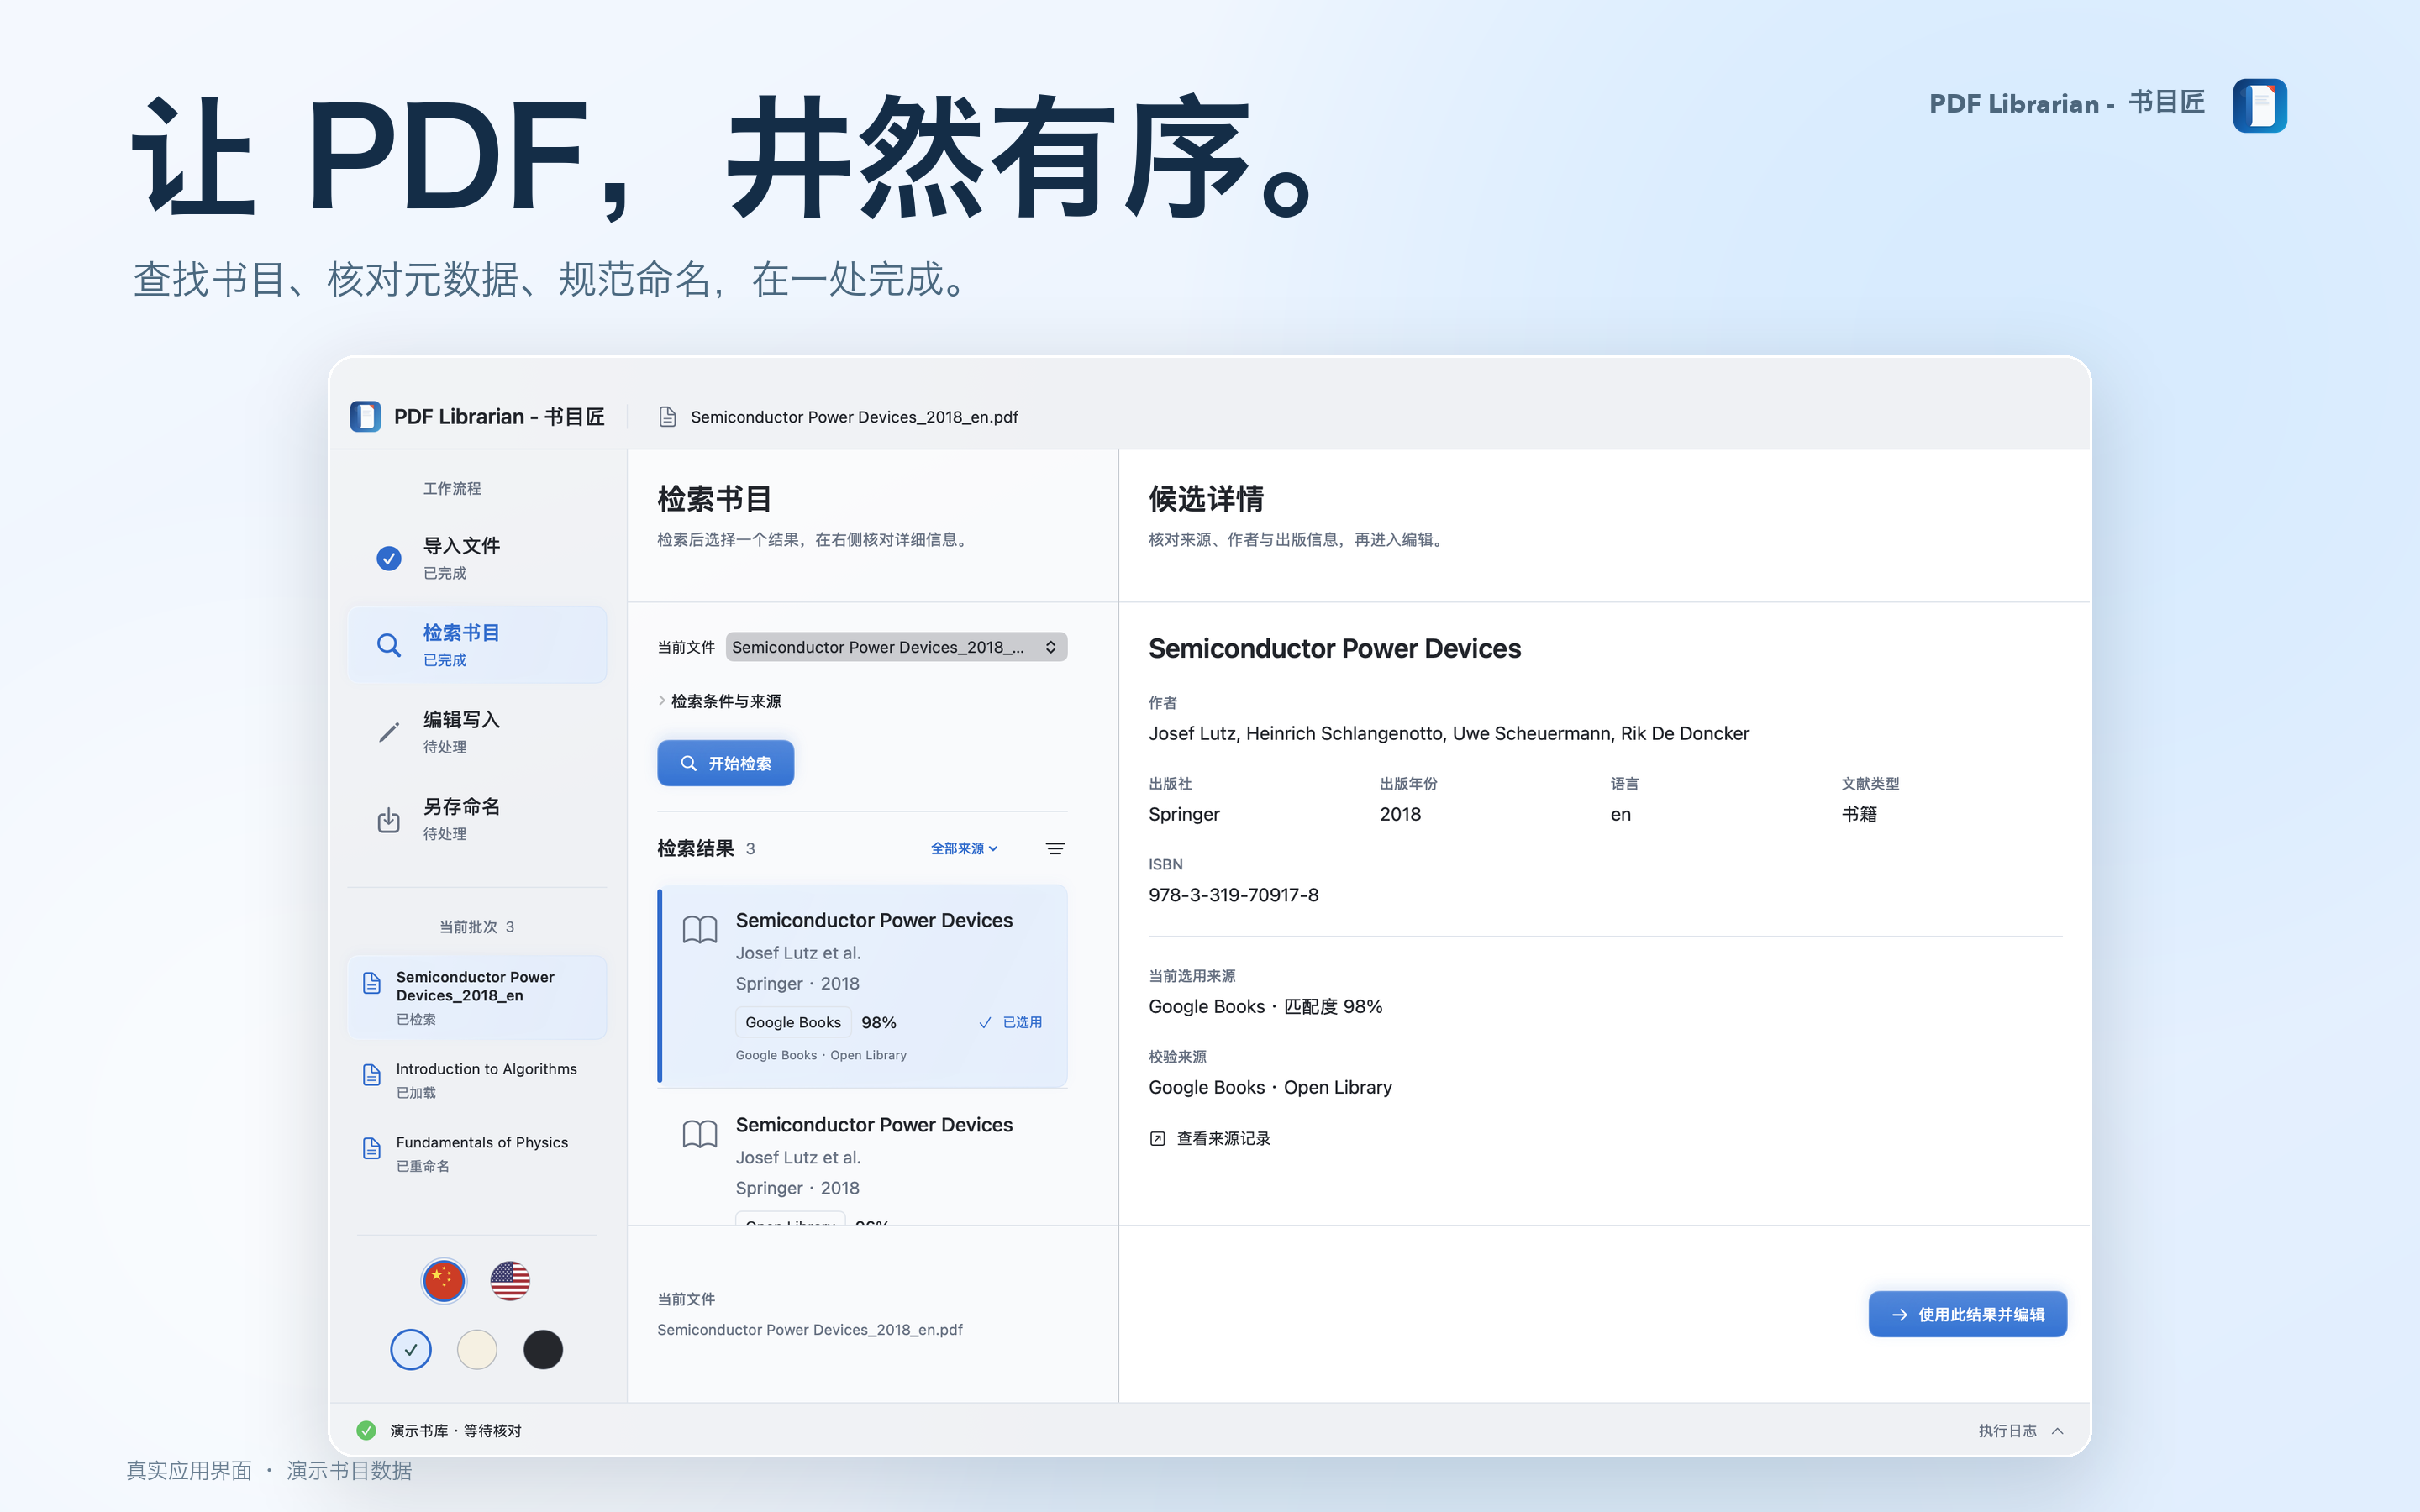 让 PDF，井然有序。
PDF Librarian - 书目匠
查找书目、核对元数据、规范命名，在一处完成。
PDF Librarian - 书目匠
Semiconductor Power Devices_2018_en.pdf
工作流程
导入文件
已完成
检索书目
已完成
编辑写入
待处理
另存命名
待处理
当前批次 3
Semiconductor Power
Devices_2018_en
已检索
Introduction to Algorithms
已加载
Fundamentals of Physics
已重命名
检索书目
检索后选择一个结果，在右侧核对详细信息。
当前文件 Semiconductor Power Devices_2018_...
检索条件与来源
开始检索
检索结果 3 全部来源
Semiconductor Power Devices
Josef Lutz et al.
Springer · 2018
Google Books 98% 已选用
Google Books · Open Library
Semiconductor Power Devices
Josef Lutz et al.
Springer · 2018
Open Library 96%
当前文件
Semiconductor Power Devices_2018_en.pdf
候选详情
核对来源、作者与出版信息，再进入编辑。
Semiconductor Power Devices
作者
Josef Lutz, Heinrich Schlangenotto, Uwe Scheuermann, Rik De Doncker
出版社 出版年份 语言 文献类型
Springer 2018 en 书籍
ISBN
978-3-319-70917-8
当前选用来源
Google Books · 匹配度 98%
校验来源
Google Books · Open Library
查看来源记录
使用此结果并编辑
演示书库 · 等待核对
执行日志
真实应用界面 · 演示书目数据